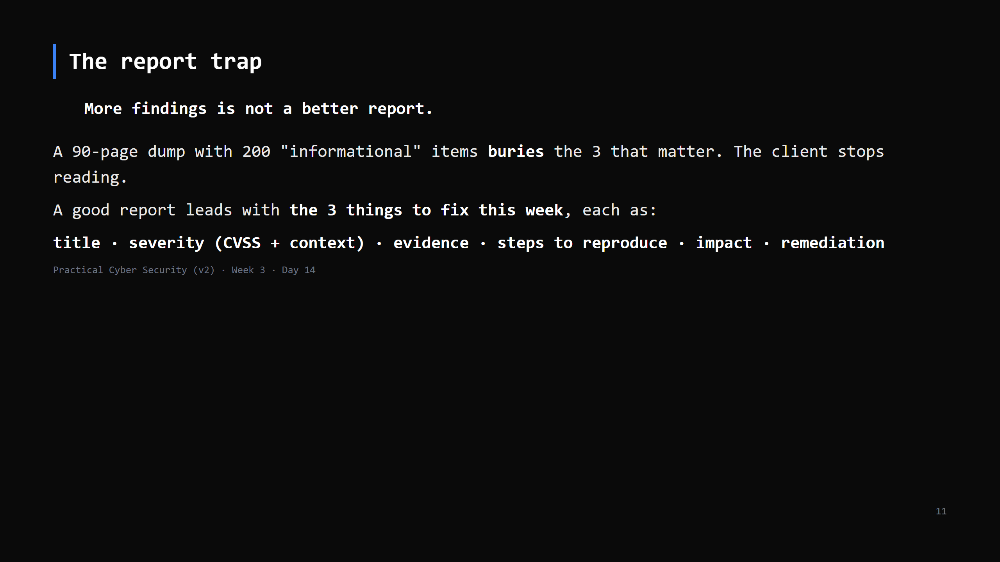 The report trap
More findings is not a better report.
A 90-page dump with 200 "informational" items buries the 3 that matter. The client stops
reading.
A good report leads with the 3 things to fix this week, each as:
title · severity (CVSS + context) · evidence · steps to reproduce · impact · remediation
Practical Cyber Security (v2) · Week 3 · Day 14
11